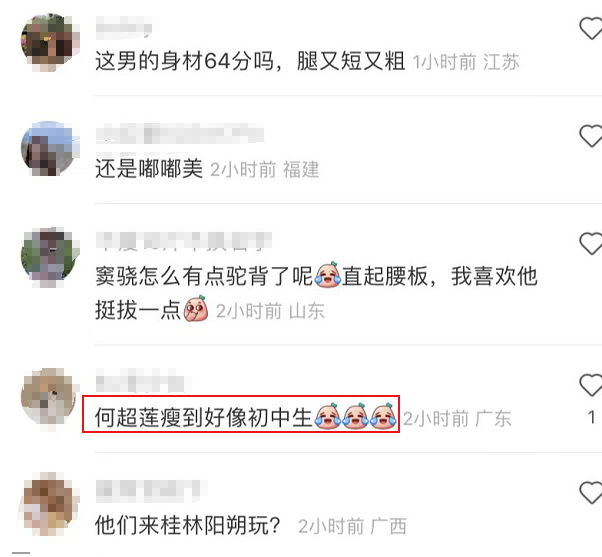 这男的身材64分吗，腿又短又粗 1小时前 江苏
还是嘟嘟美 2小时前 福建
窦骁怎么有点驼背了呢😂直起腰板，我喜欢他
挺拔一点🤭 2小时前 山东
何超莲瘦到好像初中生😂😂😂 2小时前 广东
1
他们来桂林阳朔玩？ 2小时前 广西